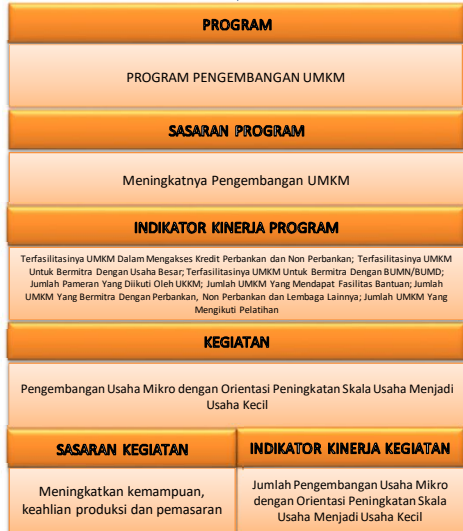 PROGRAM
PROGRAM PENGEMBANGAN UMKM
SASARAN PROGRAM
Meningkatnya Pengembangan UMKM
INDIKATOR KINERJA PROGRAM
Terfasilitasinya UMKM Dalam Mengakses Kredit Perbankan dan Non Perbankan; Terfasilitasinya UMKM
Untuk Bermitra Dengan Usaha Besar; Terfasilitasinya UMKM Untuk Bermitra Dengan BUMN/BUMD;
Jumlah Pameran Yang Diikuti Oleh UKKM; Jumlah UMKM Yang Mendapat Fasilitas Bantuan; Jumlah
UMKM Yang Bermitra Dengan Perbankan, Non Perbankan dan Lembaga Lainnya; Jumlah UMKM Yang
Mengikuti Pelatihan
KEGIATAN
Pengembangan Usaha Mikro dengan Orientasi Peningkatan Skala Usaha Menjadi
Usaha Kecil
SASARAN KEGIATAN
Meningkatkan kemampuan,
keahlian produksi dan pemasaran
INDIKATOR KINERJA KEGIATAN
Jumlah Pengembangan Usaha Mikro
dengan Orientasi Peningkatan Skala
Usaha Menjadi Usaha Kecil